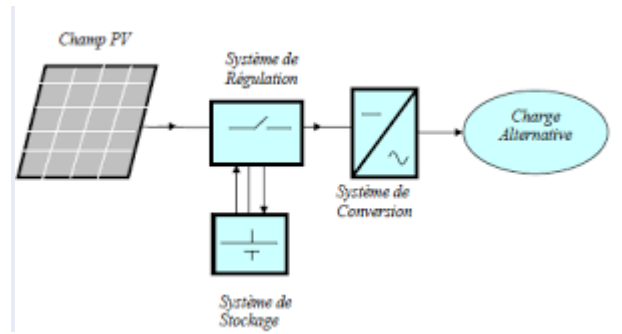 Champ PV
Système de
Régulation
Charge
Alternative
Système de
Conversion
Système de
Stockage